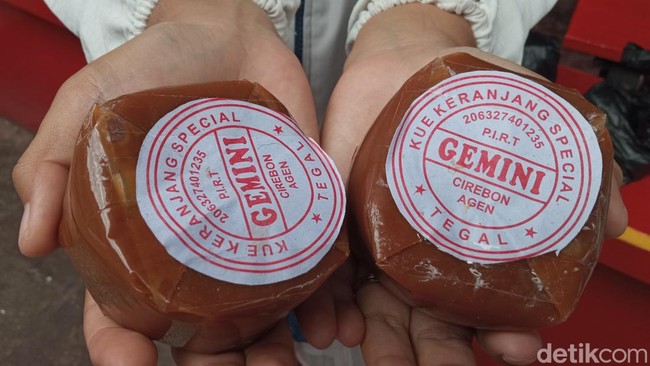 KUE KERANJANG SPECIAL
206327401235
P.I.R.T
GEMINI
CIREBON
AGEN
TEGAL
KUE KERANJANG SPECIAL
206327401235
P.I.R.T
GEMINI
CIREBON
AGEN
TEGAL
detikcom